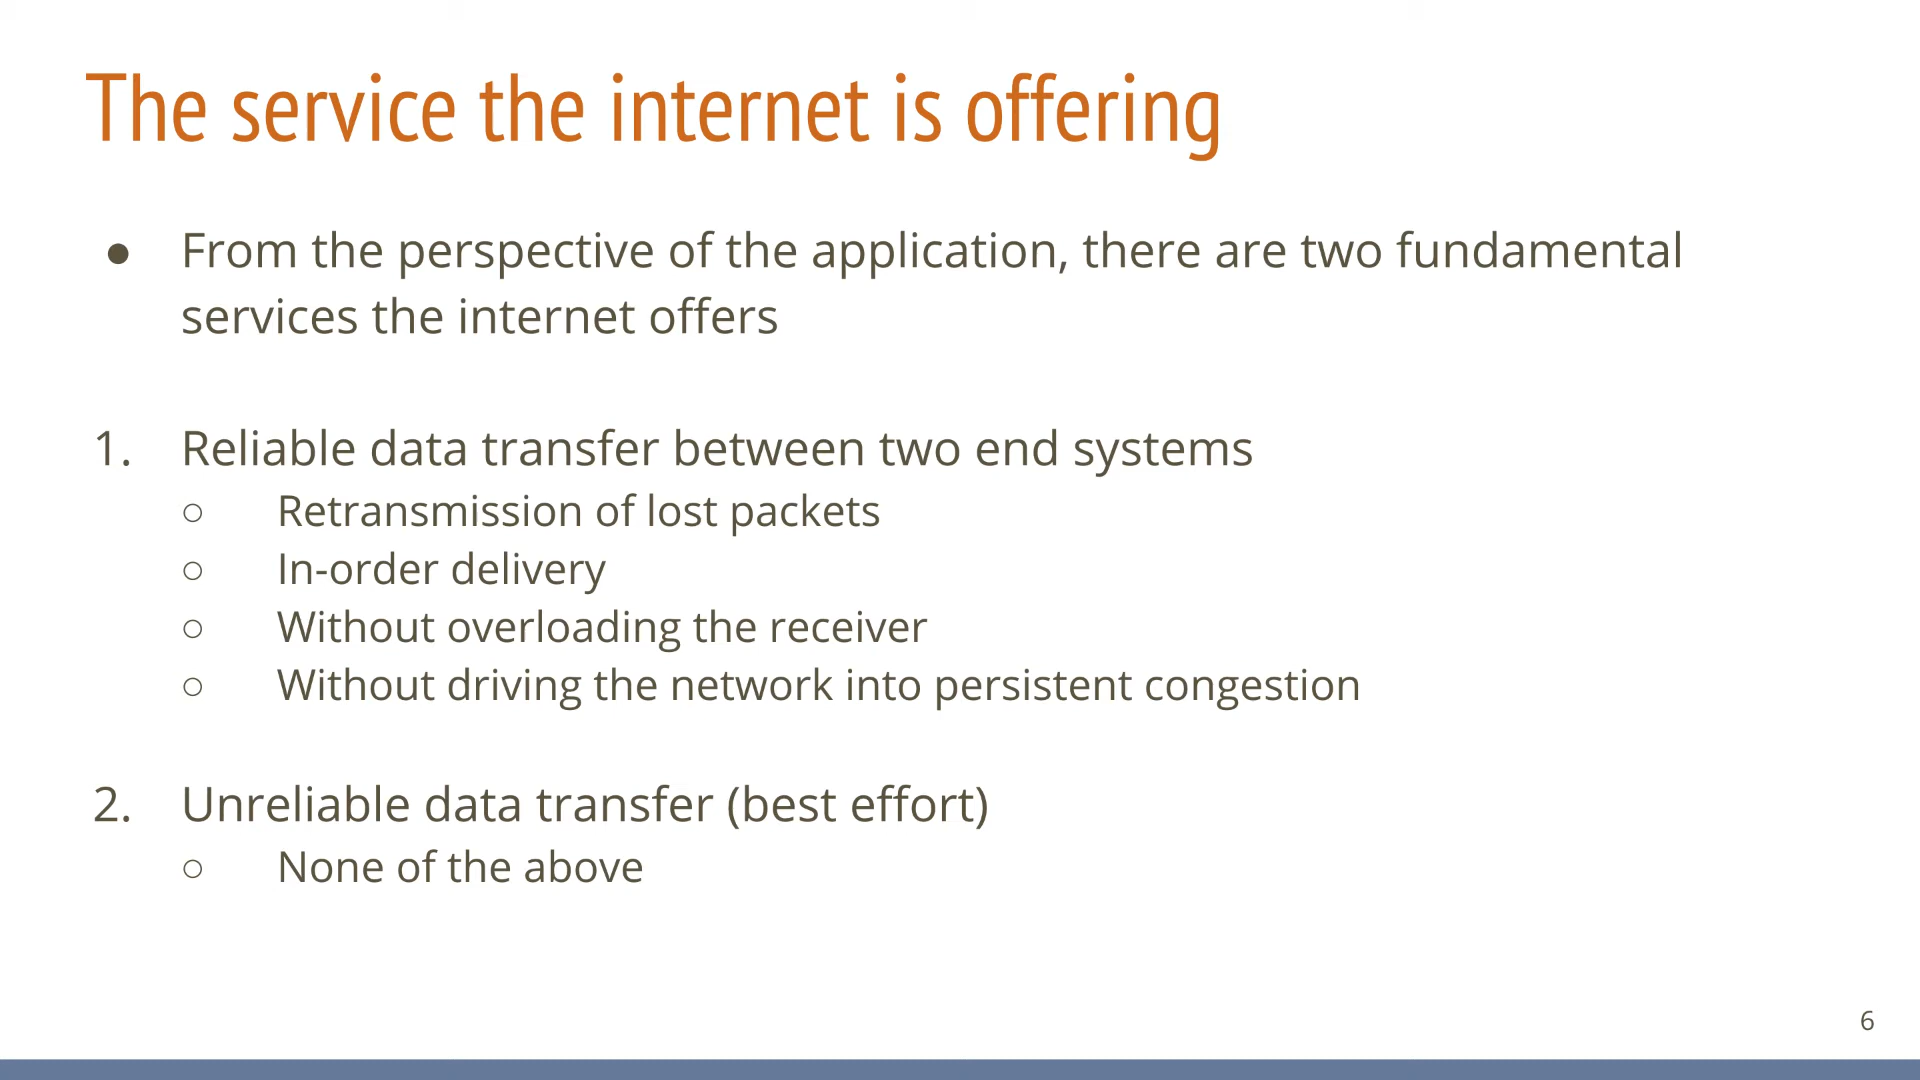 The service the internet is offering
● From the perspective of the application, there are two fundamental
services the internet offers
1. Reliable data transfer between two end systems
○ Retransmission of lost packets
○ In-order delivery
○ Without overloading the receiver
○ Without driving the network into persistent congestion
2. Unreliable data transfer (best effort)
○ None of the above
6